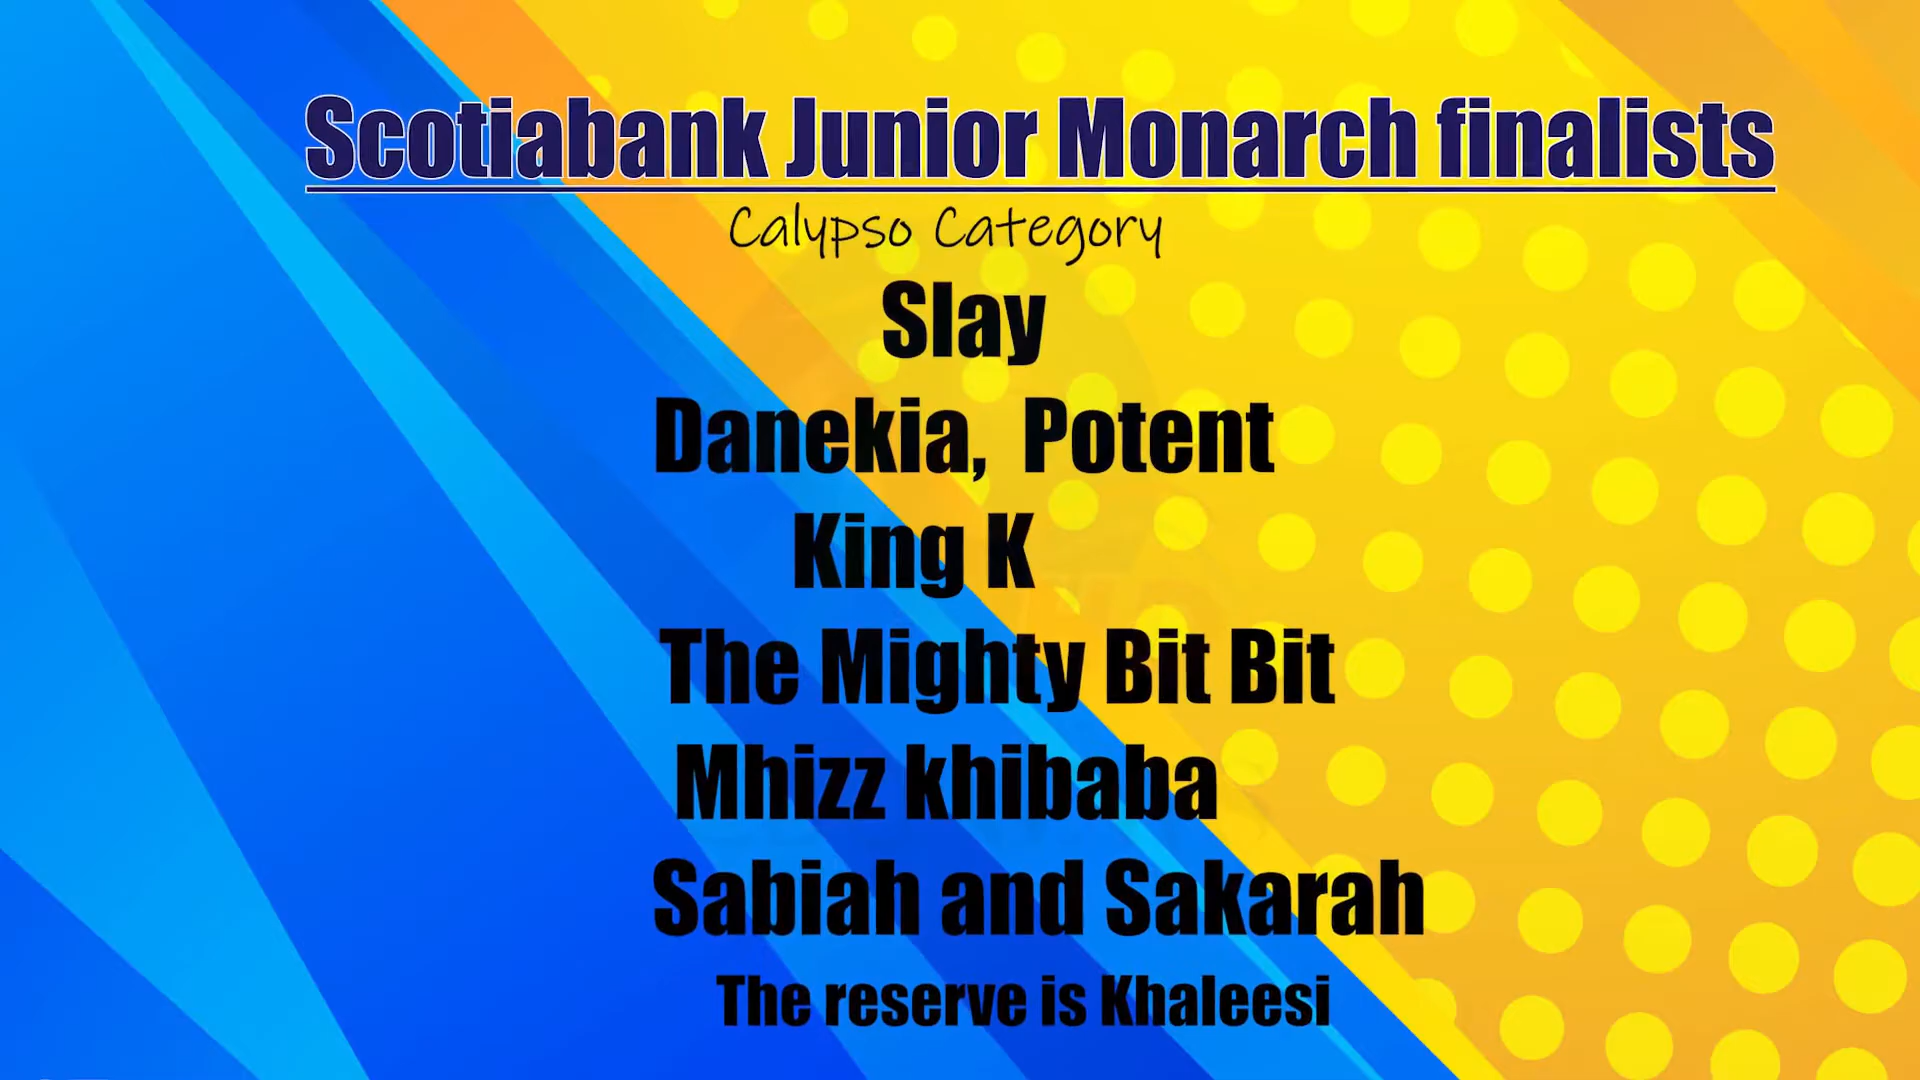 Scotiabank Junior Monarch finalists
Calypso Category
Slay
Danekia, Potent
King K
The Mighty Bit Bit
Mhizz khibaba
Sabiah and Sakarah
The reserve is Khaleesi